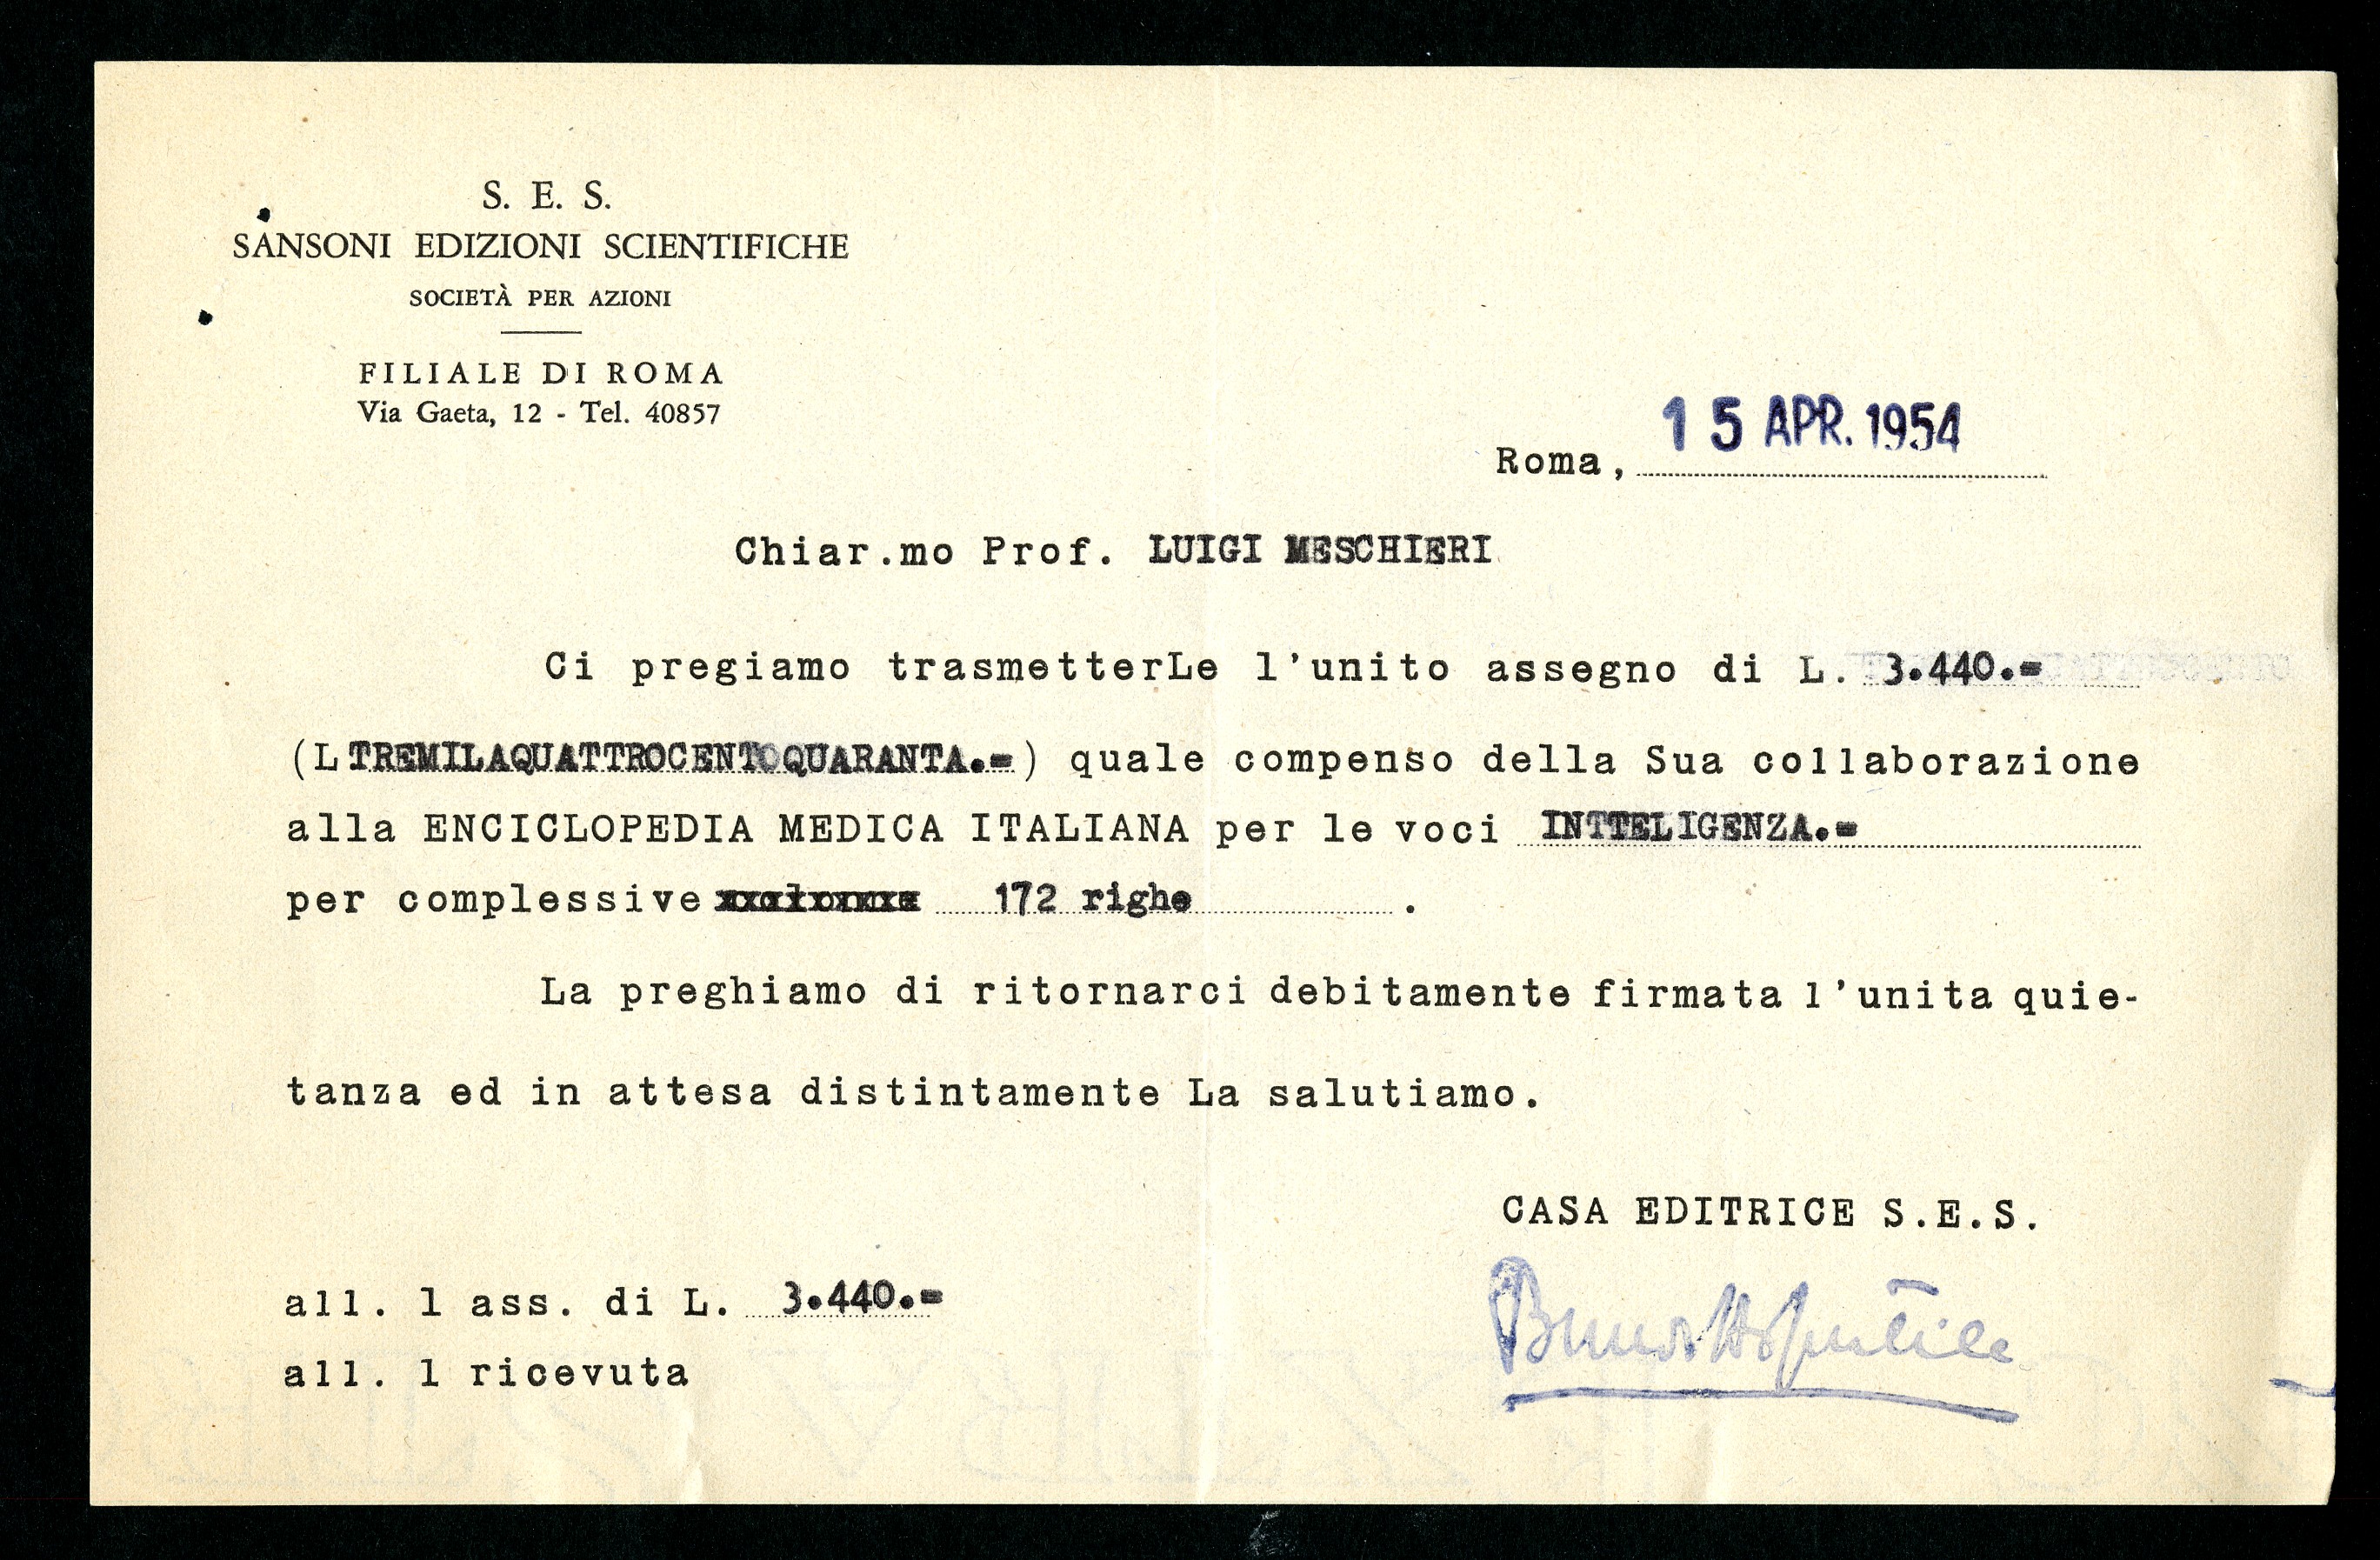 S. E. S.
SANSONI EDIZIONI SCIENTIFICHE
SOCIETÀ PER AZIONI
FILIALE DI ROMA
Via Gaeta, 12 - Tel. 40857
Roma, 15 APR. 1954
Chiar.mo Prof. LUIGI MESCHIERI
Ci pregiamo trasmetterLe l'unito assegno di L. 3.440.=
(L TREMILAQUATTROCENTOQUARANTA.=) quale compenso della Sua collaborazione
alla ENCICLOPEDIA MEDICA ITALIANA per le voci INTTELIGENZA.=
per complessive 172 righe .
La preghiamo di ritornarci debitamente firmata l'unita quie-
tanza ed in attesa distintamente La salutiamo.
CASA EDITRICE S.E.S.
all. 1 ass. di L. 3.440.=
all. 1 ricevuta